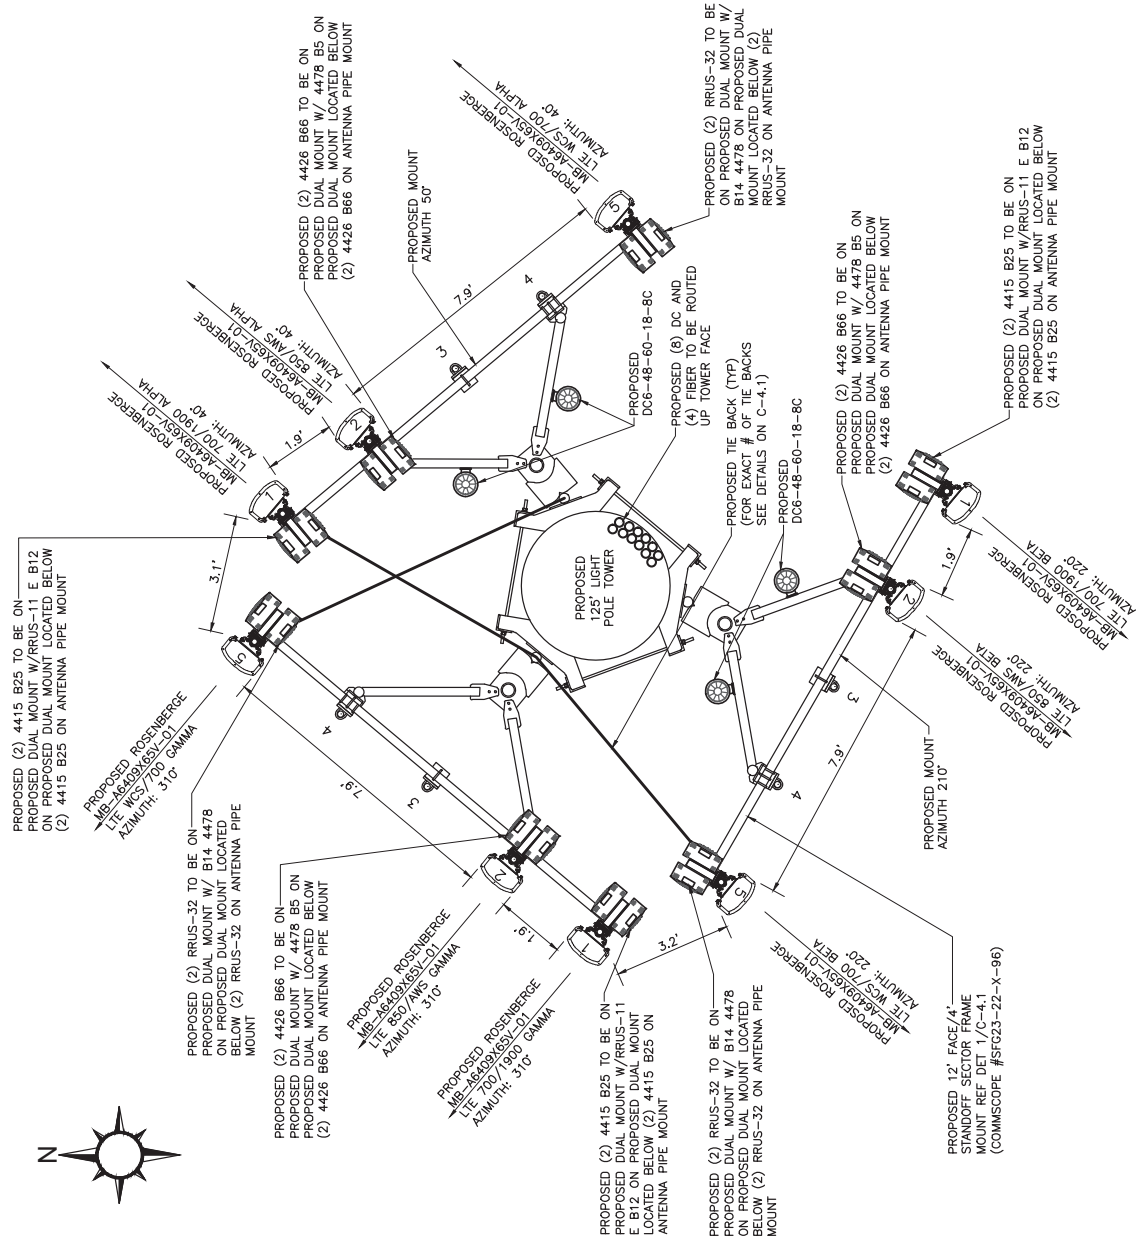 PROPOSED (2) 4426 B66 TO BE ON
PROPOSED DUAL MOUNT W/ 4478 B5 ON
PROPOSED DUAL MOUNT LOCATED BELOW
(2) 4426 B66 ON ANTENNA PIPE MOUNT
PROPOSED ROSENBERGE
MB-A6409X65V-01
LTE WCS/700 ALPHA
AZIMUTH: 40°
PROPOSED (2) RRUS-32 TO BE
ON PROPOSED DUAL MOUNT W/
B14 4478 ON PROPOSED DUAL
MOUNT LOCATED BELOW (2)
RRUS-32 ON ANTENNA PIPE
MOUNT
PROPOSED MOUNT
AZIMUTH 50°
PROPOSED ROSENBERGE
MB-A6409X65V-01
LTE 850/AWS ALPHA
AZIMUTH: 40°
PROPOSED ROSENBERGE
MB-A6409X65V-01
LTE 700/1900 ALPHA
AZIMUTH: 40°
7.9'
1.9'
3.1'
5
4
3
2
1
PROPOSED
DC6-48-60-18-8C
PROPOSED (8) DC AND
(4) FIBER TO BE ROUTED
UP TOWER FACE
PROPOSED TIE BACK (TYP)
(FOR EXACT # OF TIE BACKS
SEE DETAILS ON C-4.1)
PROPOSED
DC6-48-60-18-8C
PROPOSED
125' LIGHT
POLE TOWER
PROPOSED (2) 4426 B66 TO BE ON
PROPOSED DUAL MOUNT W/ 4478 B5 ON
PROPOSED DUAL MOUNT LOCATED BELOW
(2) 4426 B66 ON ANTENNA PIPE MOUNT
PROPOSED (2) 4415 B25 TO BE ON
PROPOSED DUAL MOUNT W/RRUS-11 E B12
ON PROPOSED DUAL MOUNT LOCATED BELOW
(2) 4415 B25 ON ANTENNA PIPE MOUNT
PROPOSED (2) 4415 B25 TO BE ON
PROPOSED DUAL MOUNT W/RRUS-11 E B12
ON PROPOSED DUAL MOUNT LOCATED BELOW
(2) 4415 B25 ON ANTENNA PIPE MOUNT
PROPOSED ROSENBERGE
MB-A6409X65V-01
LTE WCS/700 GAMMA
AZIMUTH: 310°
PROPOSED (2) RRUS-32 TO BE ON
PROPOSED DUAL MOUNT W/ B14 4478
ON PROPOSED DUAL MOUNT LOCATED
BELOW (2) RRUS-32 ON ANTENNA PIPE
MOUNT
PROPOSED (2) 4426 B66 TO BE ON
PROPOSED DUAL MOUNT W/ 4478 B5 ON
PROPOSED DUAL MOUNT LOCATED BELOW
(2) 4426 B66 ON ANTENNA PIPE MOUNT
5
4
3
2
1
7.9'
1.9'
3.2'
PROPOSED ROSENBERGE
MB-A6409X65V-01
LTE 850/AWS GAMMA
AZIMUTH: 310°
PROPOSED ROSENBERGE
MB-A6409X65V-01
LTE 700/1900 GAMMA
AZIMUTH: 310°
1
2
3
4
5
1.9'
7.9'
PROPOSED ROSENBERGE
MB-A6409X65V-01
LTE 700/1900 BETA
AZIMUTH: 220°
PROPOSED ROSENBERGE
MB-A6409X65V-01
LTE 850/AWS BETA
AZIMUTH: 220°
PROPOSED MOUNT
AZIMUTH 210°
PROPOSED ROSENBERGE
MB-A6409X65V-01
LTE WCS/700 BETA
AZIMUTH: 220°
PROPOSED (2) 4415 B25 TO BE ON
PROPOSED DUAL MOUNT W/RRUS-11
E B12 ON PROPOSED DUAL MOUNT
LOCATED BELOW (2) 4415 B25 ON
ANTENNA PIPE MOUNT
PROPOSED (2) RRUS-32 TO BE ON
PROPOSED DUAL MOUNT W/ B14 4478
ON PROPOSED DUAL MOUNT LOCATED
BELOW (2) RRUS-32 ON ANTENNA PIPE
MOUNT
PROPOSED 12' FACE/4'
STANDOFF SECTOR FRAME
MOUNT REF DET 1/C-4.1
(COMMSCOPE #SFG23-22-X-96)
N